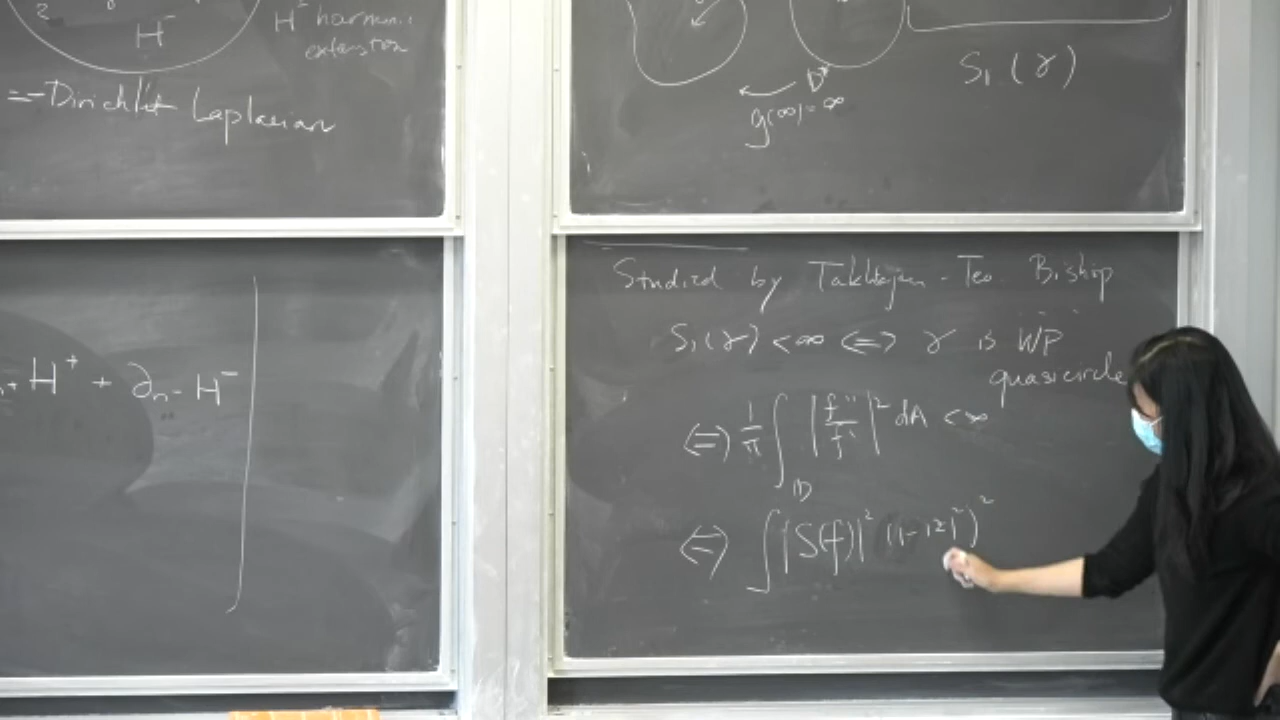 2
H⁻
H⁻ harmonic
extension
=-Dirichlet Laplacian
H⁺ + ∂ₙ₋ H⁻
g(∞)=∞
S₁(γ)
Studied by Takhtajan-Teo Bishop
S₁(γ) < ∞ <=> γ is WP
quasicircle
<=> 1/π ∫_𝔻 |f''/f'|² dA < ∞
<=> ∫ |S(f)|² (1-|z|²)²